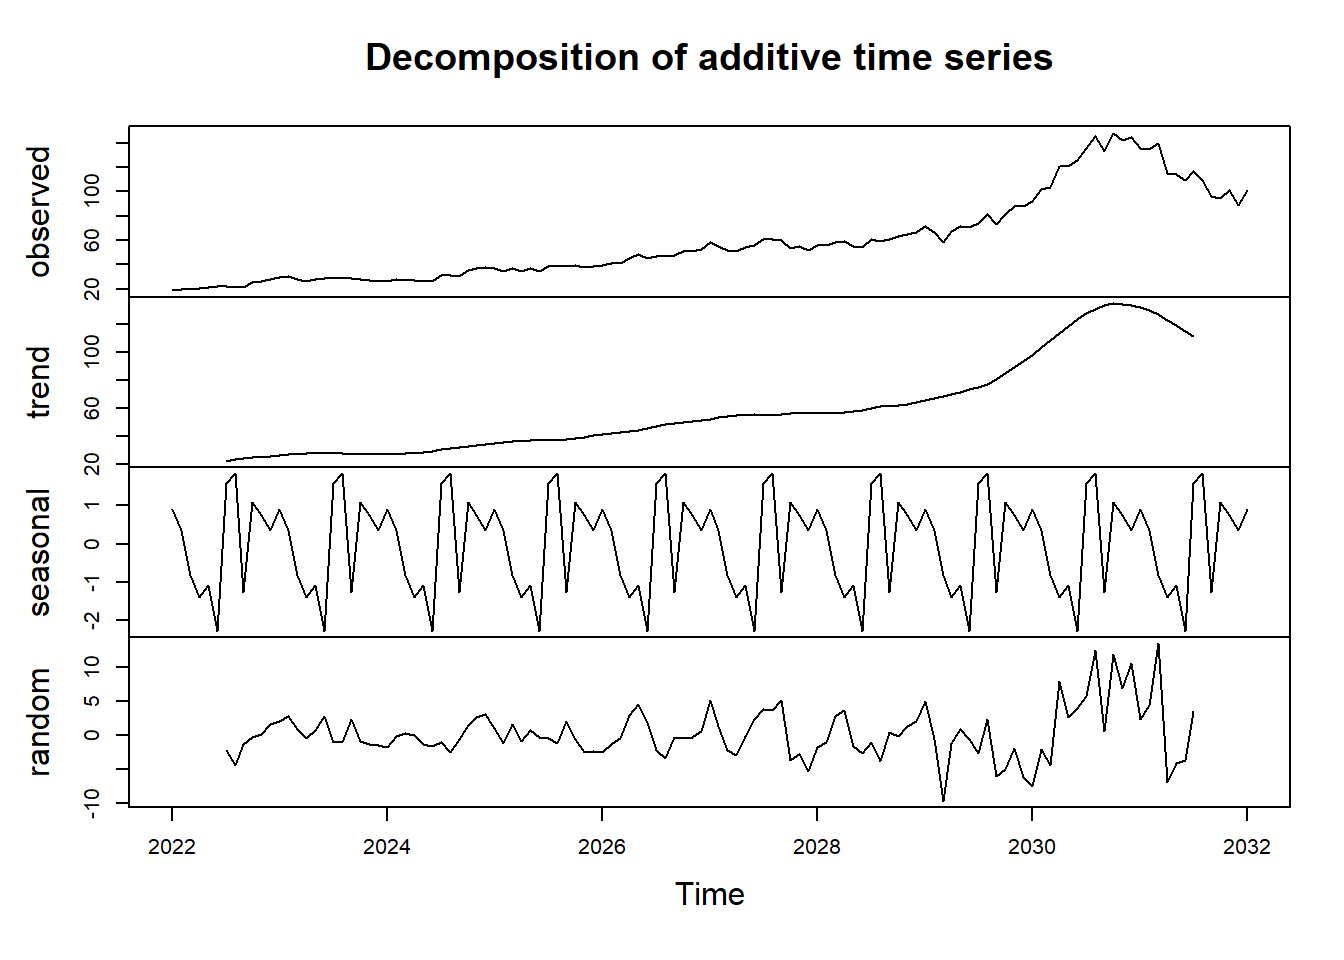 Decomposition of additive time series
observed
20 60 100
trend
20 60 100
seasonal
-2 -1 0 1
random
-10 0 5 10
2022 2024 2026 2028 2030 2032
Time